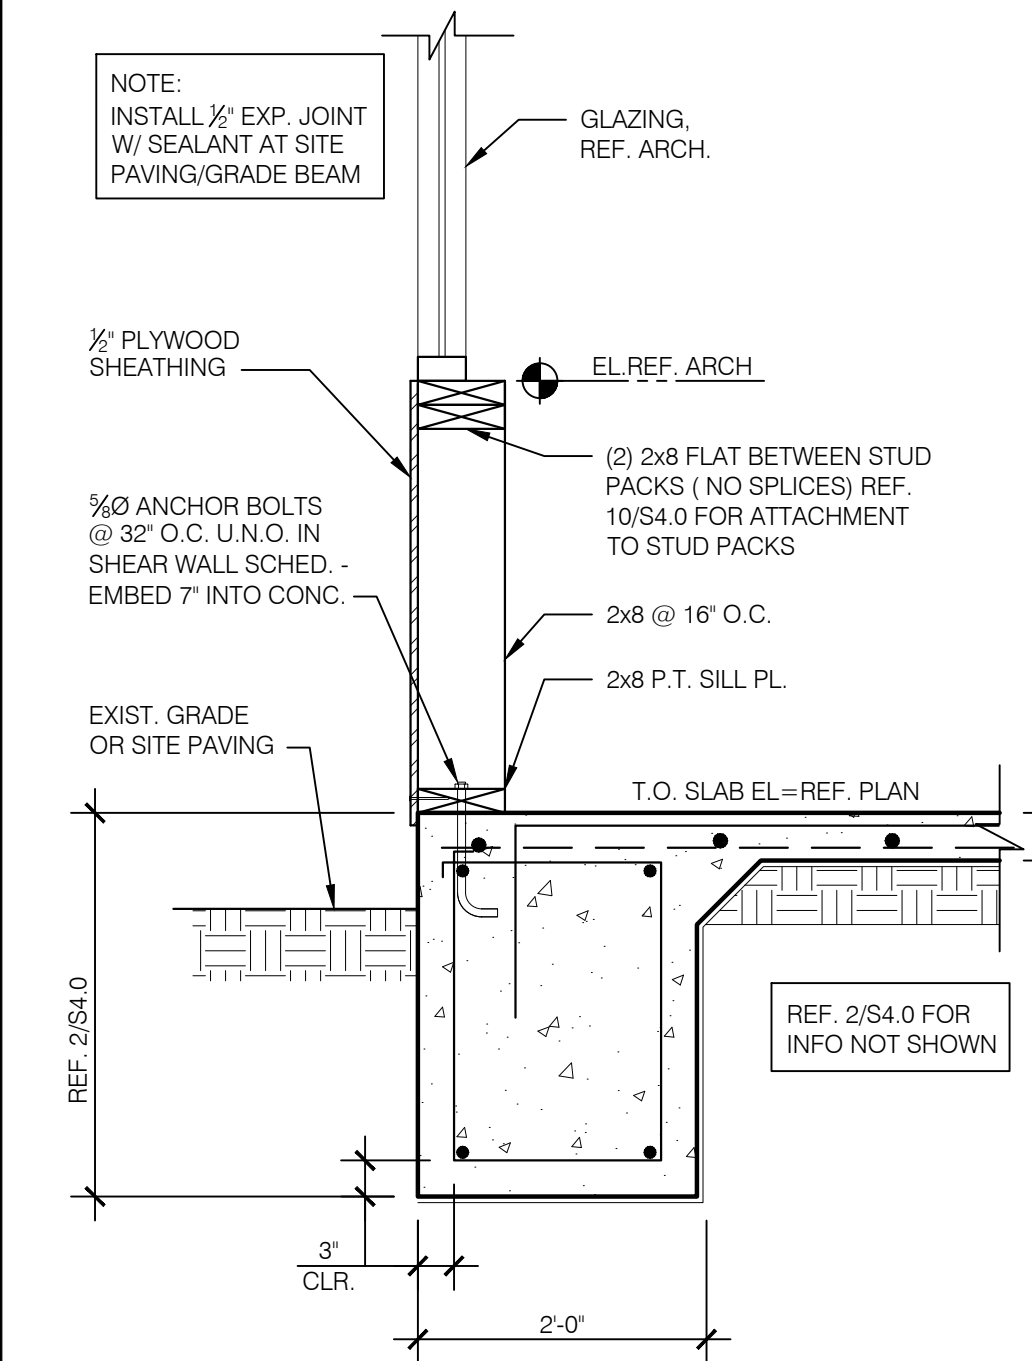 NOTE:
INSTALL ½" EXP. JOINT
W/ SEALANT AT SITE
PAVING/GRADE BEAM
GLAZING,
REF. ARCH.
½" PLYWOOD
SHEATHING
EL.REF. ARCH
(2) 2x8 FLAT BETWEEN STUD
PACKS ( NO SPLICES) REF.
10/S4.0 FOR ATTACHMENT
TO STUD PACKS
⅝Ø ANCHOR BOLTS
@ 32" O.C. U.N.O. IN
SHEAR WALL SCHED. -
EMBED 7" INTO CONC.
2x8 @ 16" O.C.
2x8 P.T. SILL PL.
EXIST. GRADE
OR SITE PAVING
T.O. SLAB EL=REF. PLAN
REF. 2/S4.0
REF. 2/S4.0 FOR
INFO NOT SHOWN
3"
CLR.
2'-0"